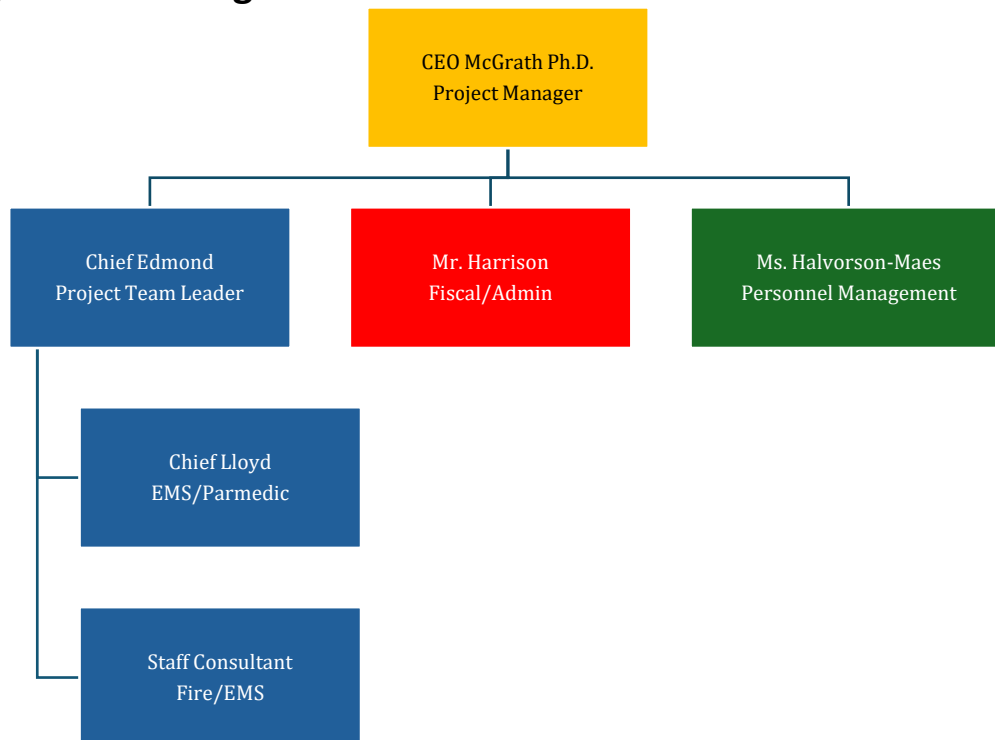 CEO McGrath Ph.D.
Project Manager
Chief Edmond
Project Team Leader
Mr. Harrison
Fiscal/Admin
Ms. Halvorson-Maes
Personnel Management
Chief Lloyd
EMS/Parmedic
Staff Consultant
Fire/EMS